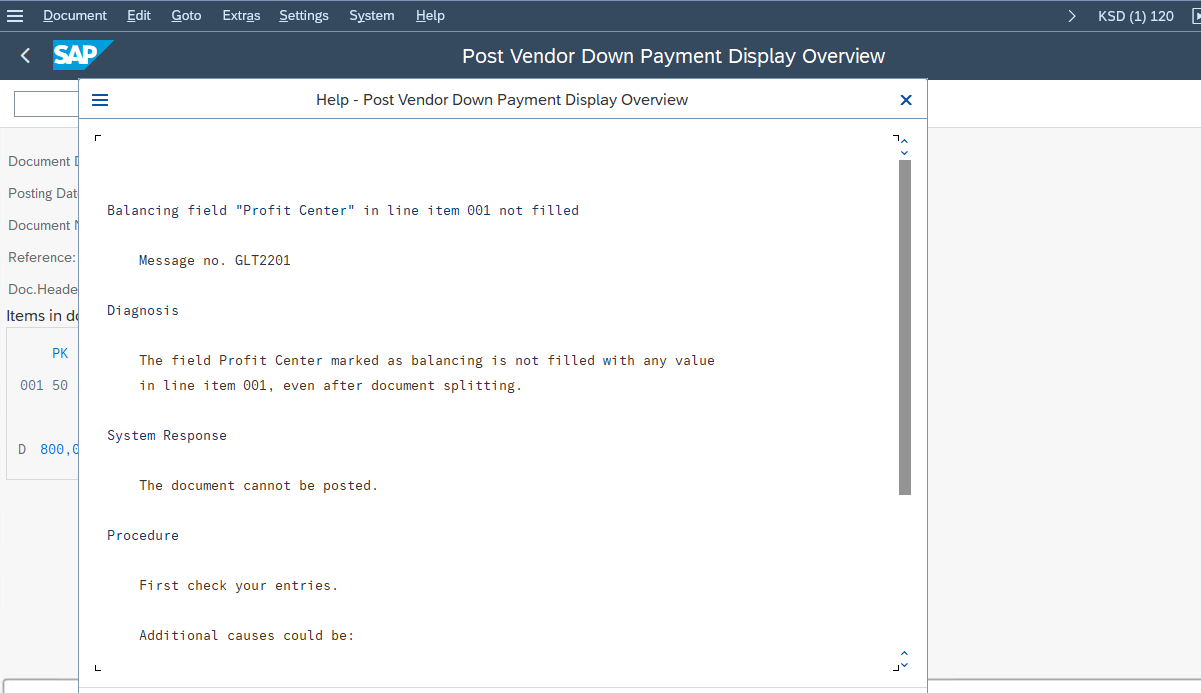 Document Edit Goto Extras Settings System Help KSD (1) 120
SAP Post Vendor Down Payment Display Overview
Help - Post Vendor Down Payment Display Overview
Document D
Posting Dat
Document N
Reference:
Doc.Heade
Items in do
PK
001 50
D 800,0
Balancing field "Profit Center" in line item 001 not filled
Message no. GLT2201
Diagnosis
The field Profit Center marked as balancing is not filled with any value
in line item 001, even after document splitting.
System Response
The document cannot be posted.
Procedure
First check your entries.
Additional causes could be: